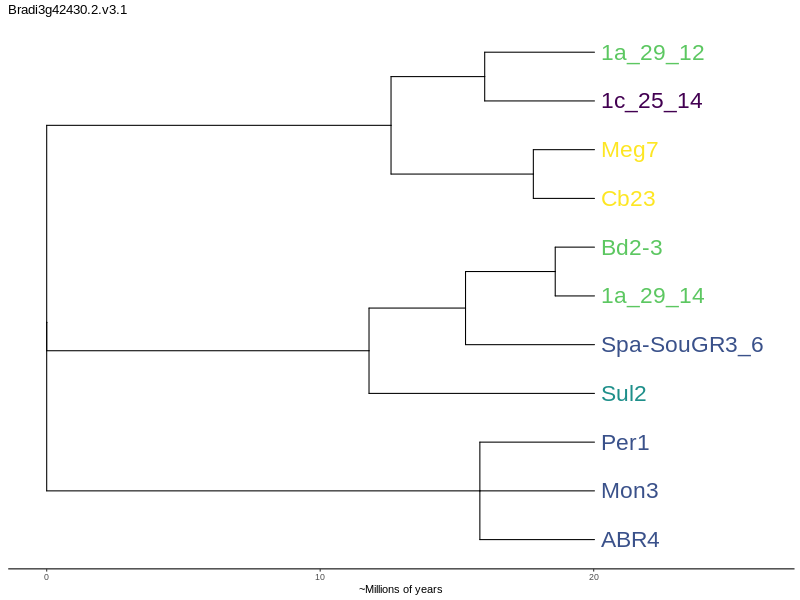 Bradi3g42430.2.v3.1
1a_29_12
1c_25_14
Meg7
Cb23
Bd2-3
1a_29_14
Spa-SouGR3_6
Sul2
Per1
Mon3
ABR4
0 10 20
~Millions of years